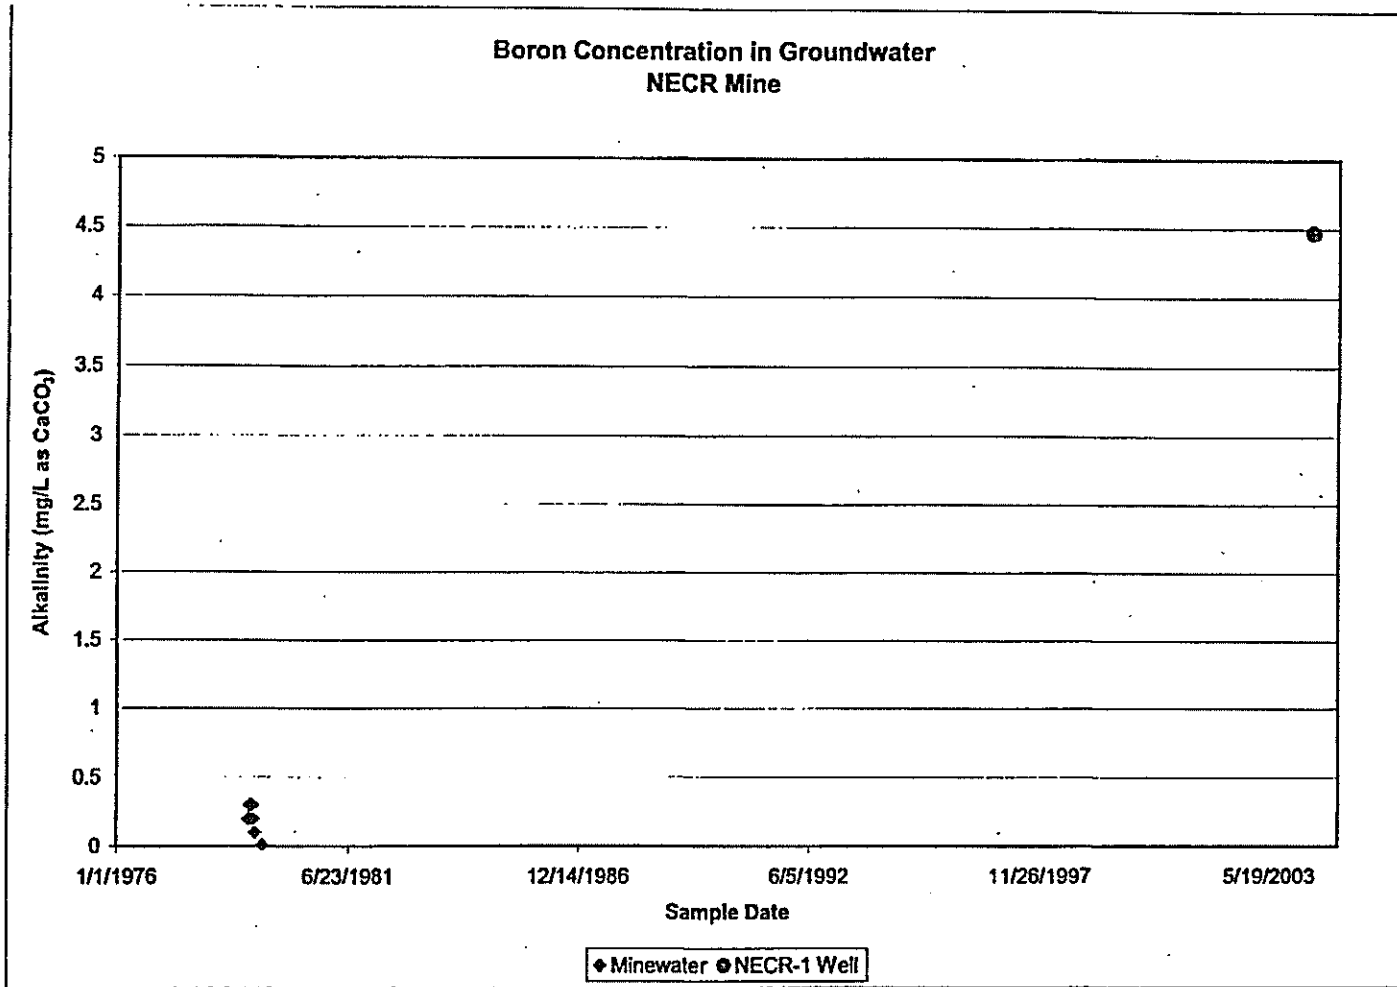 Boron Concentration in Groundwater
NECR Mine
5
4.5
4
3.5
3
2.5
2
1.5
1
0.5
0
Alkalinity (mg/L as CaCO₃)
1/1/1976 6/23/1981 12/14/1986 6/5/1992 11/26/1997 5/19/2003
Sample Date
Minewater NECR-1 Well